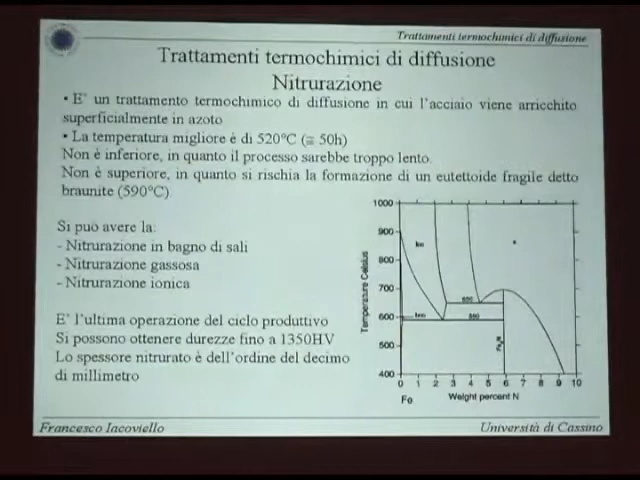 Trattamenti termochimici di diffusione
Trattamenti termochimici di diffusione
Nitrurazione
• E' un trattamento termochimico di diffusione in cui l'acciaio viene arricchito
superficialmente in azoto
• La temperatura migliore è di 520°C (≅ 50h)
Non è inferiore, in quanto il processo sarebbe troppo lento.
Non è superiore, in quanto si rischia la formazione di un eutettoide fragile detto
braunite (590°C).
Si può avere la:
- Nitrurazione in bagno di sali
- Nitrurazione gassosa
- Nitrurazione ionica
E' l'ultima operazione del ciclo produttivo
Si possono ottenere durezze fino a 1350HV
Lo spessore nitrurato è dell'ordine del decimo
di millimetro
1000
900
800
700
600
500
400
Temperature Celsius
650
590
0 1 2 3 4 5 6 7 8 9 10
Fe
Weight percent N
Francesco Iacoviello
Università di Cassino